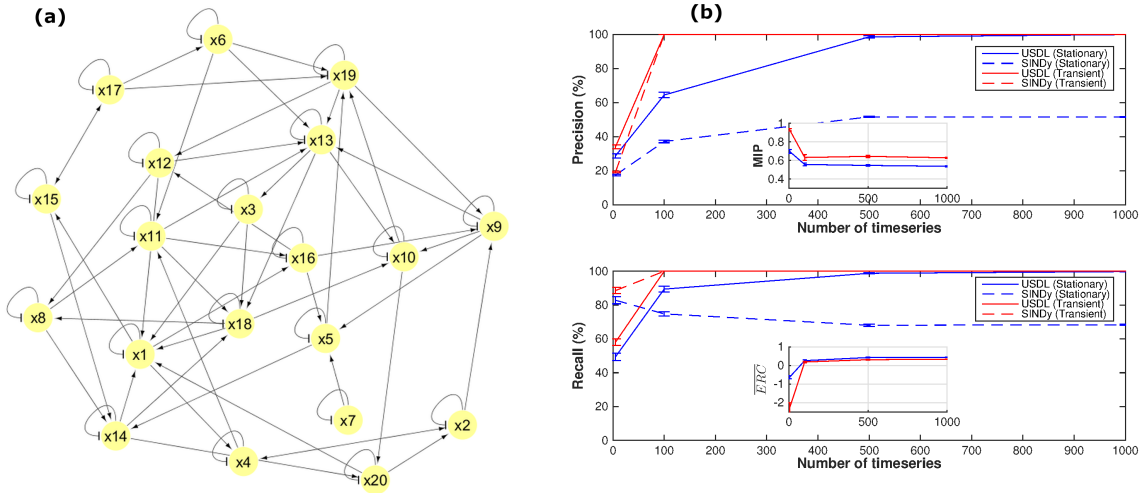 (a)
x6
x19
x17
x13
x12
x15
x3
x9
x11
x16
x10
x8
x18
x5
x1
x7
x2
x14
x4
x20
(b)
Precision (%)
100
80
60
40
20
0
0 100 200 300 400 500 600 700 800 900 1000
Number of timeseries
USDL (Stationary)
SINDy (Stationary)
USDL (Transient)
SINDy (Transient)
MIP
1
0.8
0.6
0.4
0 500 1000
Recall (%)
100
80
60
40
20
0
0 100 200 300 400 500 600 700 800 900 1000
Number of timeseries
USDL (Stationary)
SINDy (Stationary)
USDL (Transient)
SINDy (Transient)
ERC
1
0
-1
-2
0 500 1000